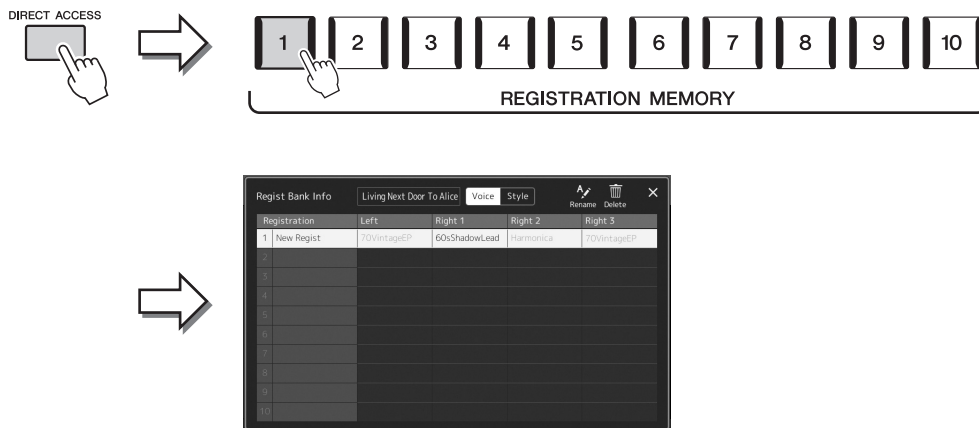 DIRECT ACCESS
1 2 3 4 5 6 7 8 9 10
REGISTRATION MEMORY
Regist Bank Info Living Next Door To Alice Voice Style Rename Delete
Registration Left Right 1 Right 2 Right 3
1 New Regist 70VintageEP 60sShadowLead Harmonica 70VintageEP
2
3
4
5
6
7
8
9
10